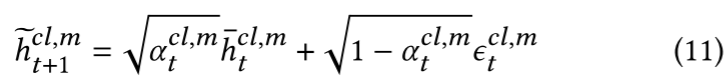 $\widetilde{h}_{t+1}^{cl,m} = \sqrt{\alpha_t^{cl,m}} \bar{h}_t^{cl,m} + \sqrt{1 - \alpha_t^{cl,m}} \epsilon_t^{cl,m}$ (11)